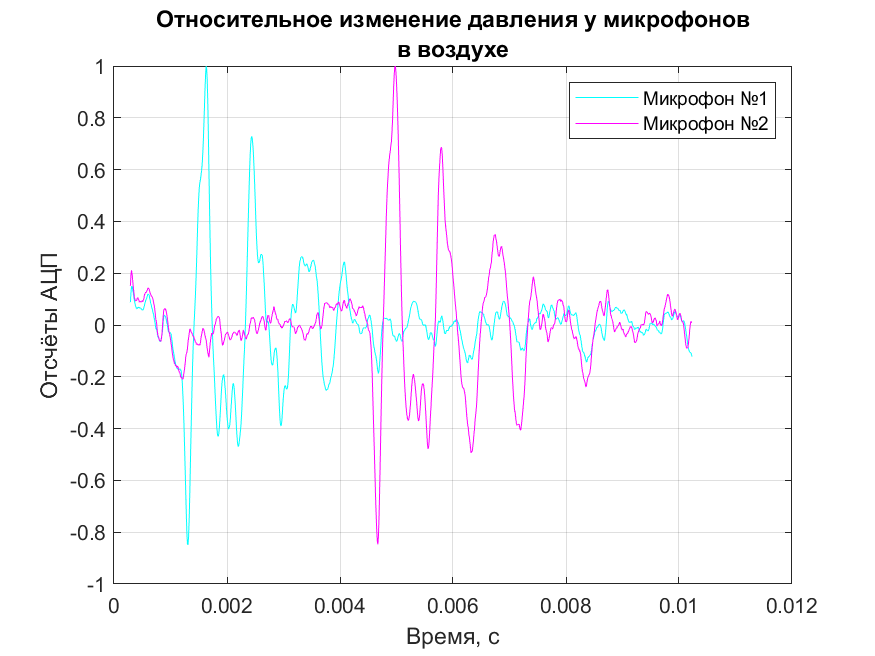 Относительное изменение давления у микрофонов
в воздухе
Микрофон №1
Микрофон №2
Отсчёты АЦП
1
0.8
0.6
0.4
0.2
0
-0.2
-0.4
-0.6
-0.8
-1
0 0.002 0.004 0.006 0.008 0.01 0.012
Время, с